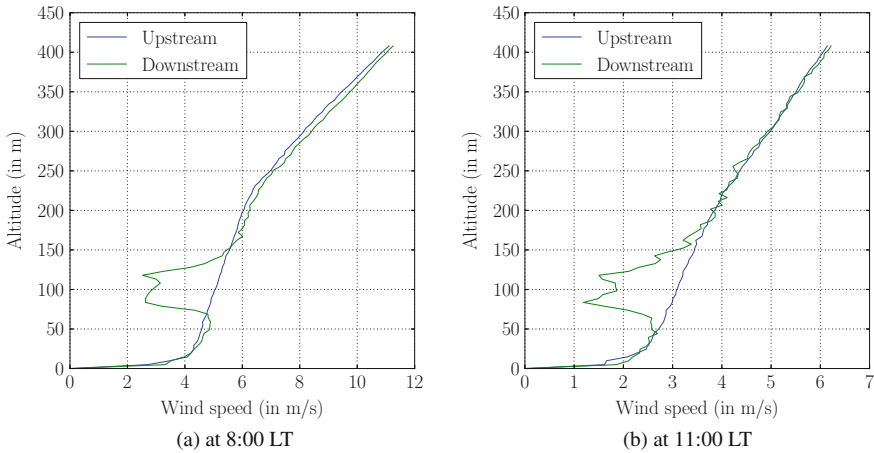 450
400
350
300
250
200
150
100
50
0
Altitude (in m)
Upstream
Downstream
0 2 4 6 8 10 12
Wind speed (in m/s)
(a) at 8:00 LT
450
400
350
300
250
200
150
100
50
0
Altitude (in m)
Upstream
Downstream
0 1 2 3 4 5 6 7
Wind speed (in m/s)
(b) at 11:00 LT